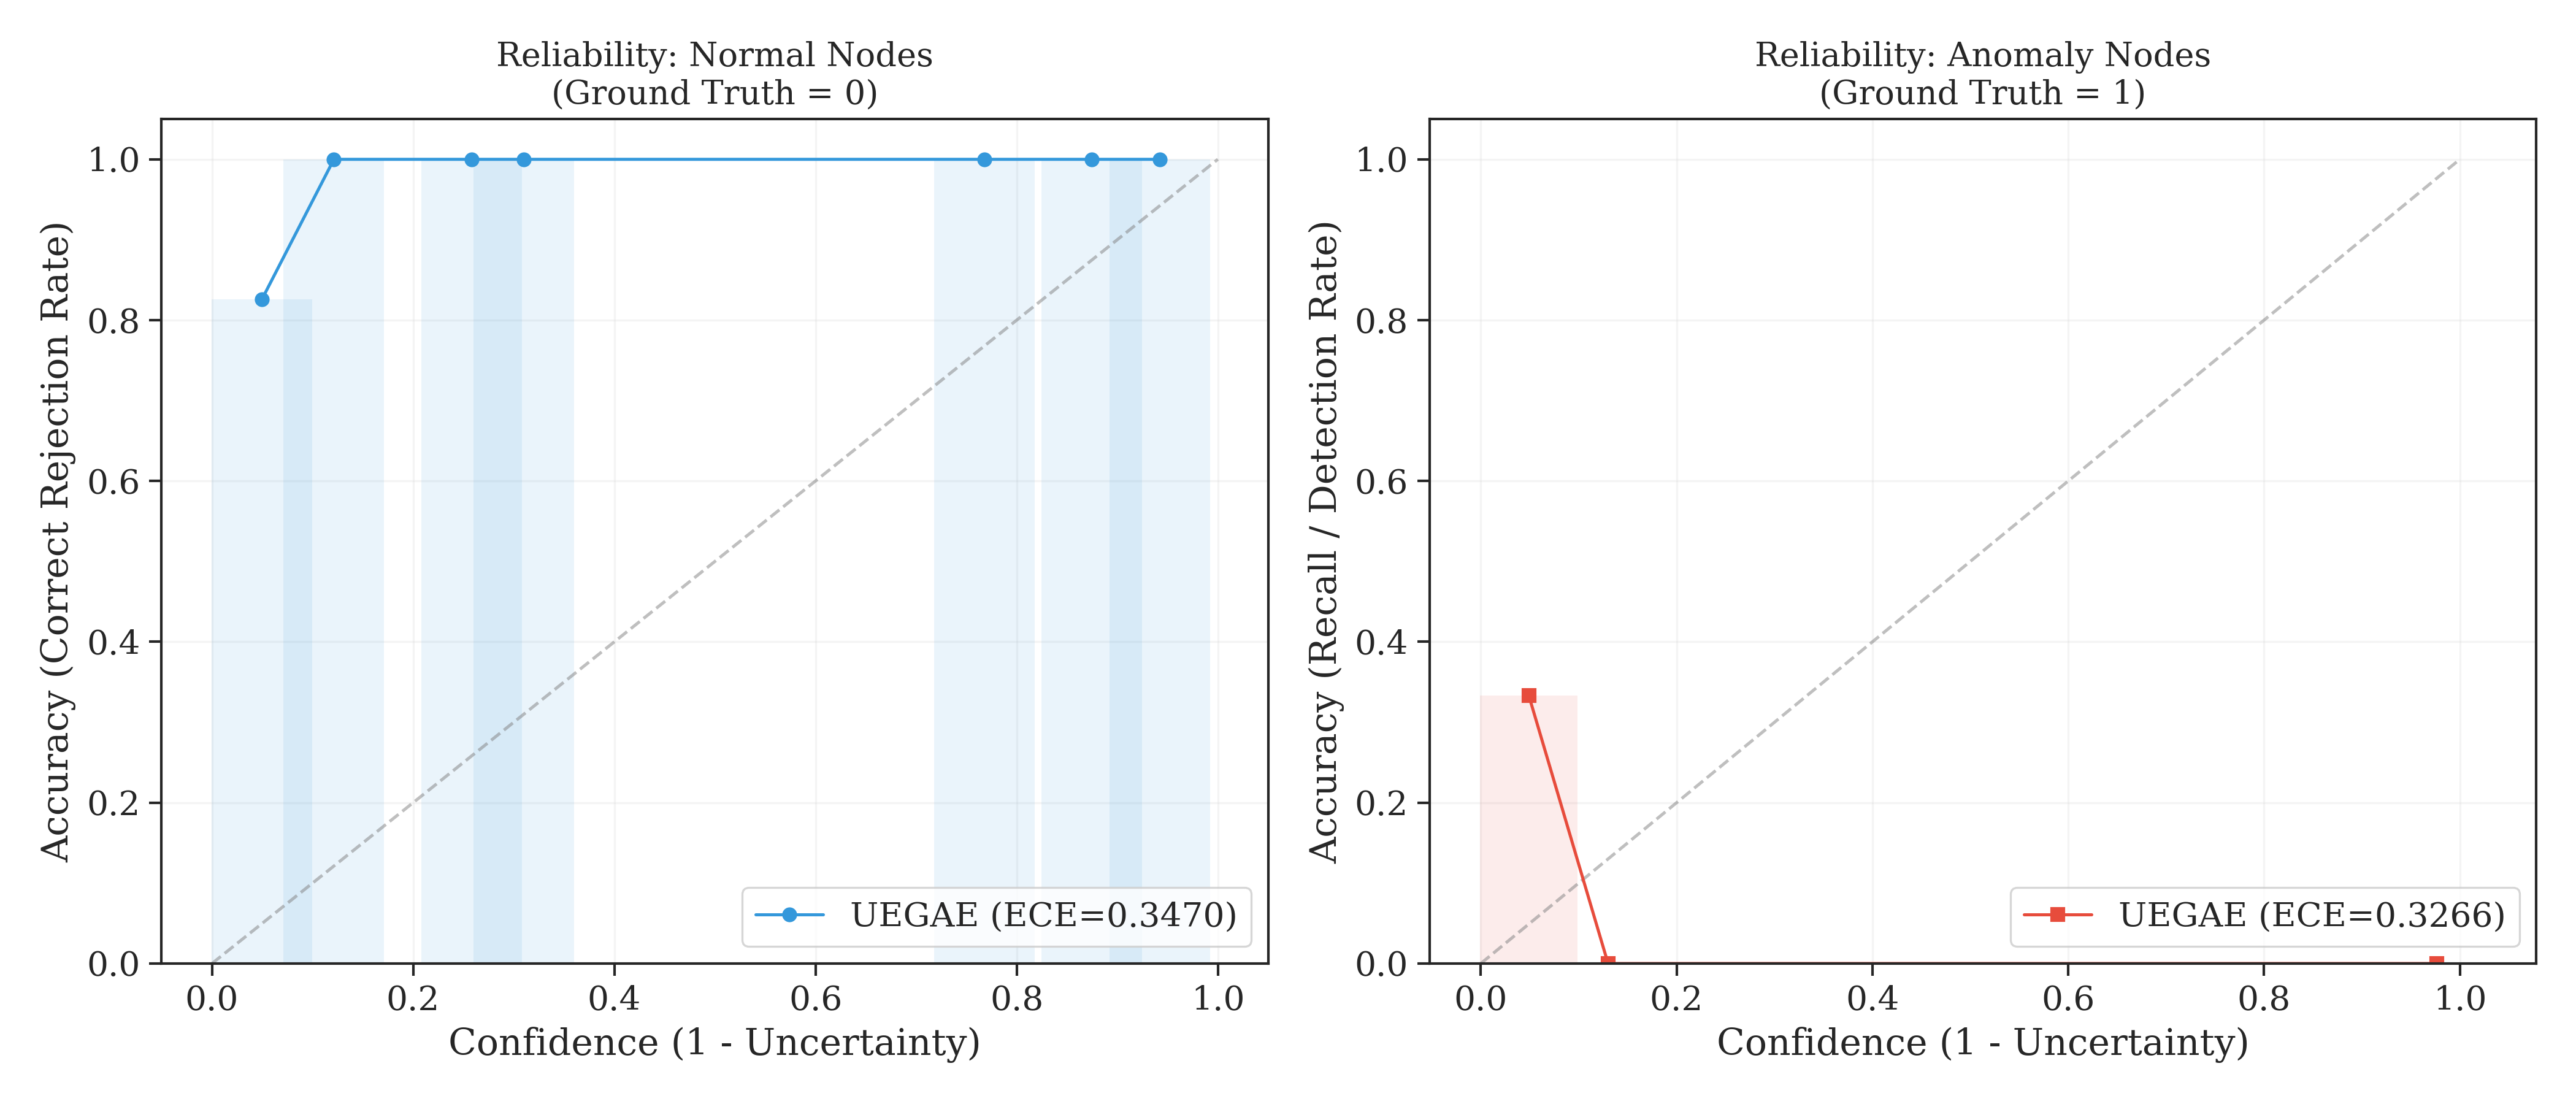 Reliability: Normal Nodes
(Ground Truth = 0)
Accuracy (Correct Rejection Rate)
1.0
0.8
0.6
0.4
0.2
0.0
UEGAE (ECE=0.3470)
0.0 0.2 0.4 0.6 0.8 1.0
Confidence (1 - Uncertainty)
Reliability: Anomaly Nodes
(Ground Truth = 1)
Accuracy (Recall / Detection Rate)
1.0
0.8
0.6
0.4
0.2
0.0
UEGAE (ECE=0.3266)
0.0 0.2 0.4 0.6 0.8 1.0
Confidence (1 - Uncertainty)